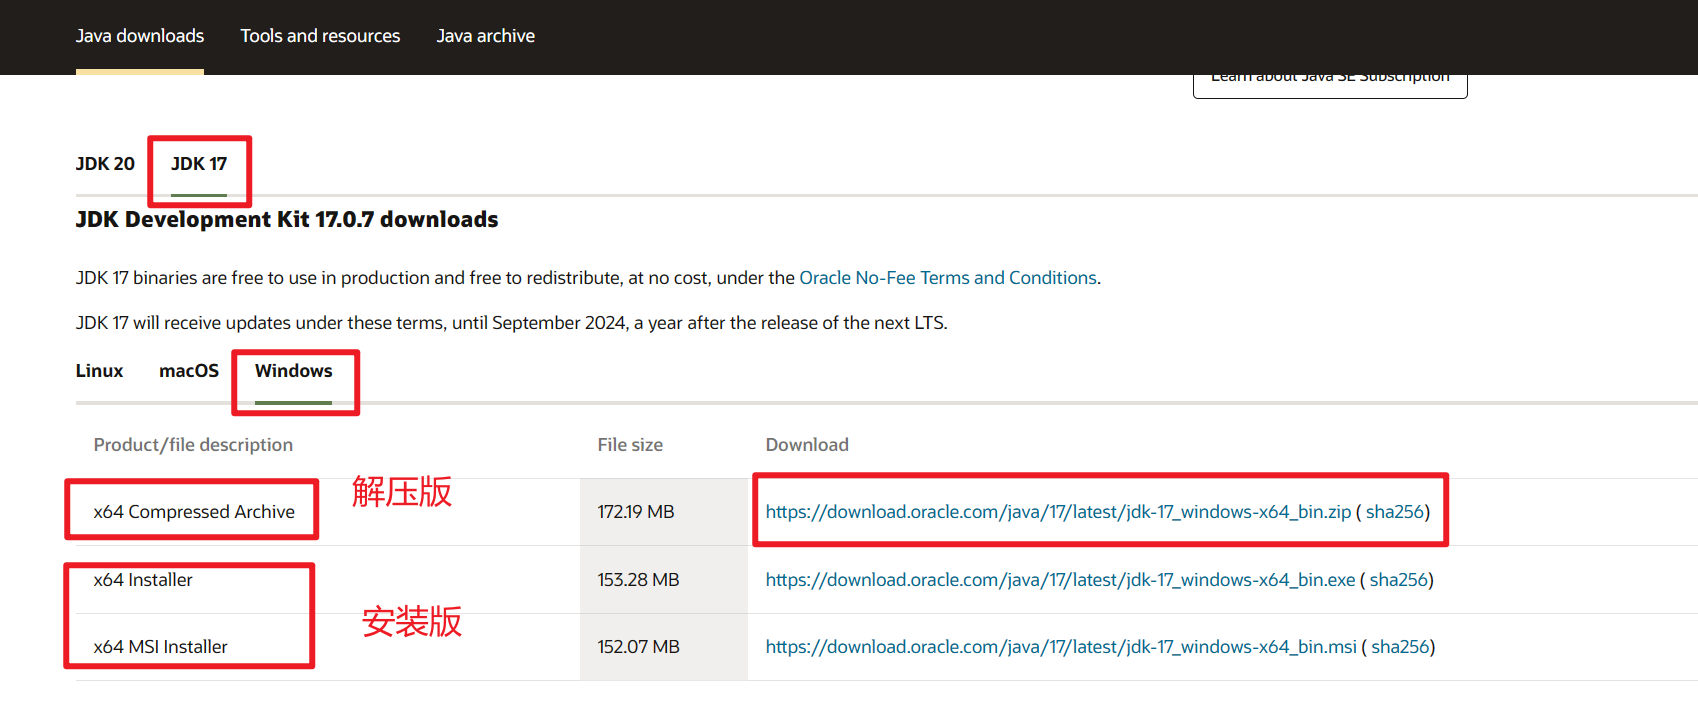 Java downloads Tools and resources Java archive
Learn about Java SE Subscription
JDK 20 JDK 17
JDK Development Kit 17.0.7 downloads
JDK 17 binaries are free to use in production and free to redistribute, at no cost, under the Oracle No-Fee Terms and Conditions.
JDK 17 will receive updates under these terms, until September 2024, a year after the release of the next LTS.
Linux macOS Windows
Product/file description File size Download
x64 Compressed Archive 解压版 172.19 MB https://download.oracle.com/java/17/latest/jdk-17_windows-x64_bin.zip ( sha256)
x64 Installer 153.28 MB https://download.oracle.com/java/17/latest/jdk-17_windows-x64_bin.exe ( sha256)
安装版
x64 MSI Installer 152.07 MB https://download.oracle.com/java/17/latest/jdk-17_windows-x64_bin.msi ( sha256)